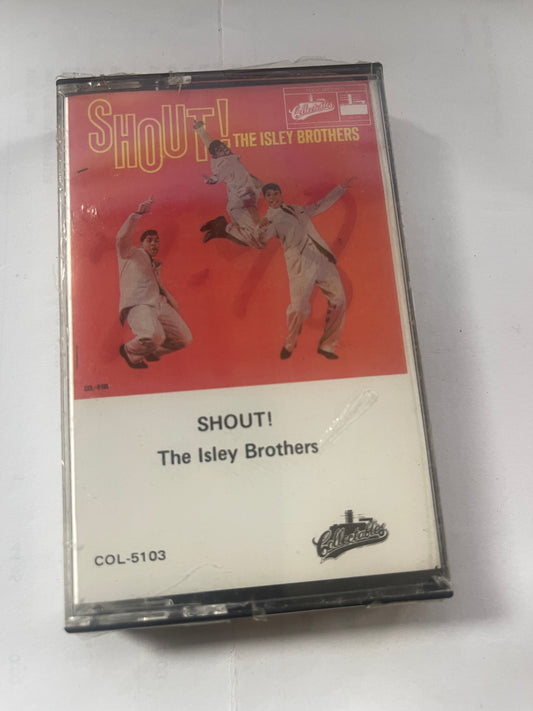 SHOUT!
THE ISLEY BROTHERS
Collectables
SHOUT!
The Isley Brothers
COL-5103
Collectables